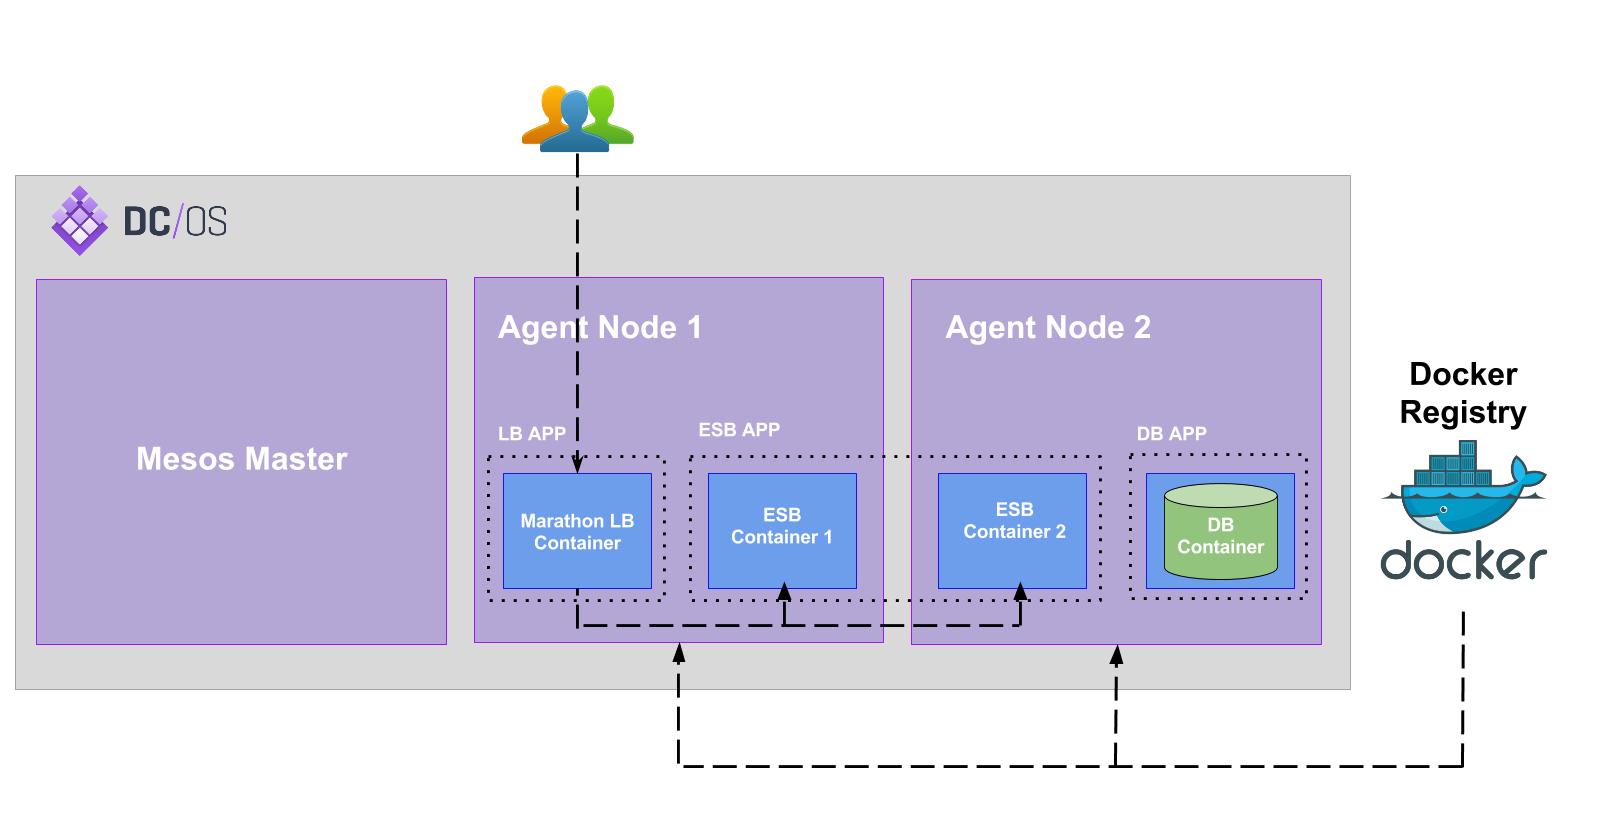 DC/OS
Mesos Master
Agent Node 1
LB APP
ESB APP
Marathon LB
Container
ESB
Container 1
Agent Node 2
DB APP
ESB
Container 2
DB
Container
Docker
Registry
docker